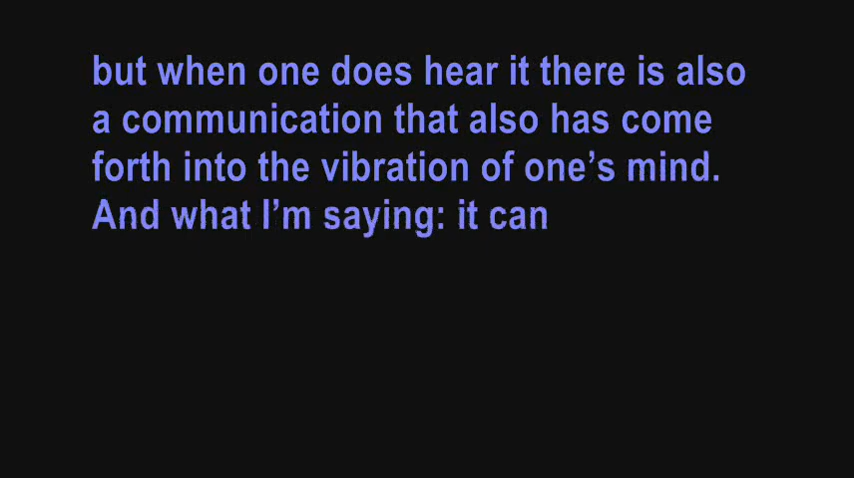 but when one does hear it there is also
a communication that also has come
forth into the vibration of one’s mind.
And what I’m saying: it can